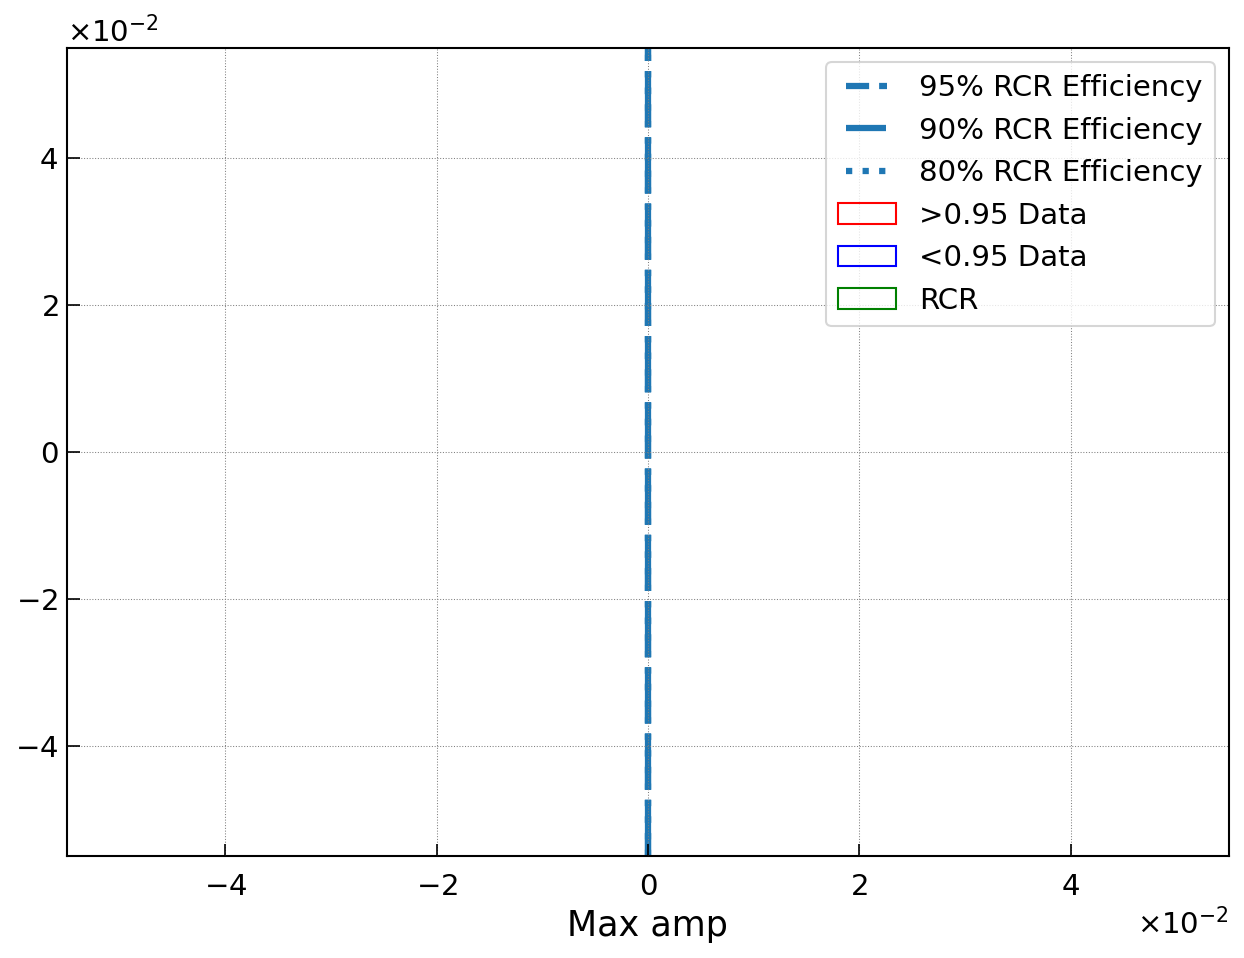 ×10⁻²
4
2
0
−2
−4
95% RCR Efficiency
90% RCR Efficiency
80% RCR Efficiency
>0.95 Data
<0.95 Data
RCR
−4 −2 0 2 4
Max amp
×10⁻²